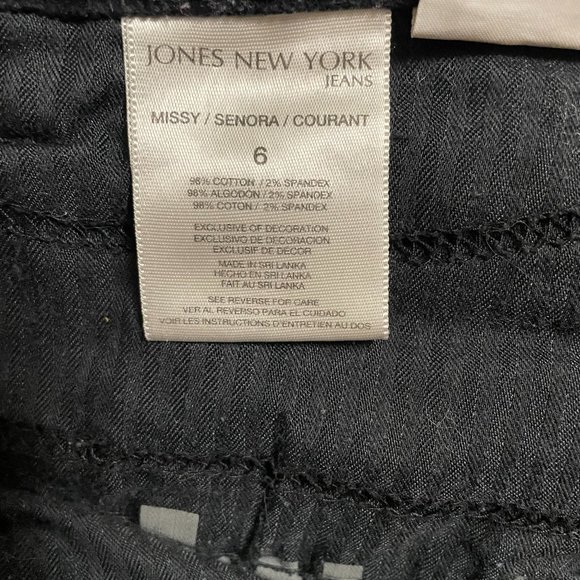 JONES NEW YORK
JEANS
MISSY / SENORA / COURANT
6
98% COTTON / 2% SPANDEX
98% ALGODON / 2% SPANDEX
98% COTON / 2% SPANDEX
EXCLUSIVE OF DECORATION
EXCLUSIVO DE DECORACION
EXCLUSIF DE DECOR
MADE IN SRI LANKA
HECHO EN SRI LANKA
FAIT AU SRI LANKA
SEE REVERSE FOR CARE
VER AL REVERSO PARA EL CUIDADO
VOIR LES INSTRUCTIONS D'ENTRETIEN AU DOS